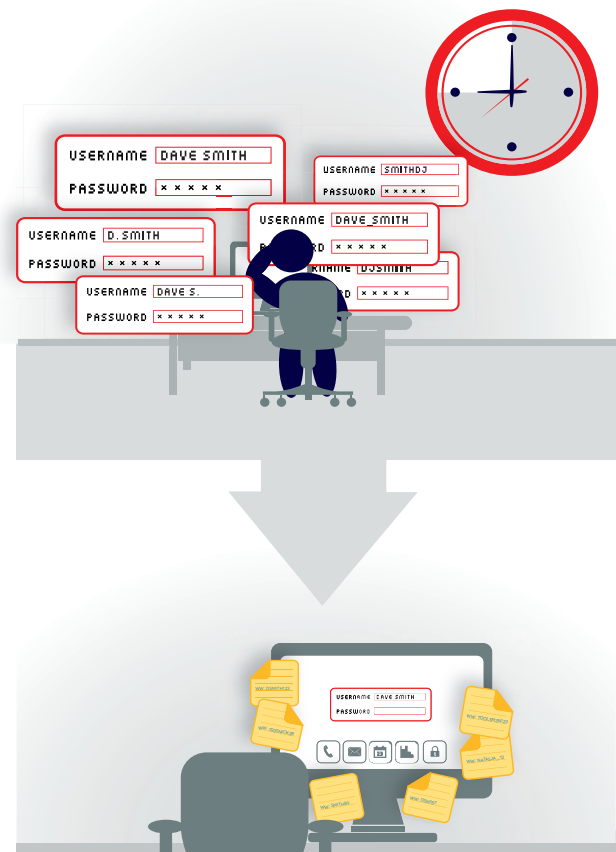 USERNAME DAVE SMITH
PASSWORD × × × × ×
USERNAME SMITHDJ
PASSWORD × × × × ×
USERNAME DAVE_SMITH
× × × × ×
USERNAME D. SMITH
PASSWORD × × × × ×
DJSMITH
× × × × ×
USERNAME DAVE S.
PASSWORD × × × × ×
USERNAME DAVE SMITH
PASSWORD